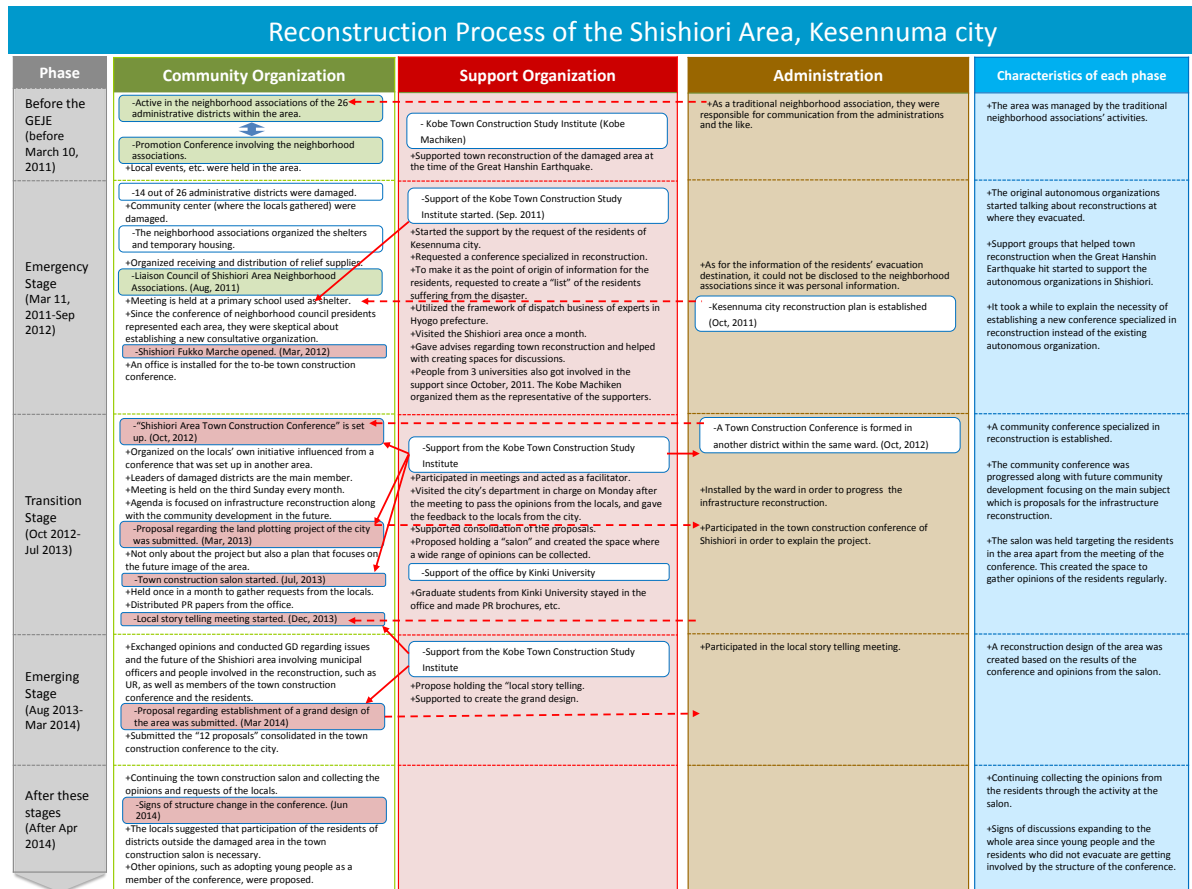 Reconstruction Process of the Shishiori Area, Kesennuma city
Phase
Community Organization
Support Organization
Administration
Characteristics of each phase
Before the
GEJE
(before
March 10,
2011)
-Active in the neighborhood associations of the 26
administrative districts within the area.
-Promotion Conference involving the neighborhood
associations.
+Local events, etc. were held in the area.
- Kobe Town Construction Study Institute (Kobe
Machiken)
+Supported town reconstruction of the damaged area at
the time of the Great Hanshin Earthquake.
+As a traditional neighborhood association, they were
responsible for communication from the administrations
and the like.
+The area was managed by the traditional
neighborhood associations' activities.
Emergency
Stage
(Mar 11,
2011-Sep
2012)
-14 out of 26 administrative districts were damaged.
+Community center (where the locals gathered) were
damaged.
-The neighborhood associations organized the shelters
and temporary housing.
+Organized receiving and distribution of relief supplies.
-Liaison Council of Shishiori Area Neighborhood
Associations. (Aug, 2011)
+Meeting is held at a primary school used as shelter.
+Since the conference of neighborhood council presidents
represented each area, they were skeptical about
establishing a new consultative organization.
-Shishiori Fukko Marche opened. (Mar, 2012)
+An office is installed for the to-be town construction
conference.
-Support of the Kobe Town Construction Study
Institute started. (Sep. 2011)
+Started the support by the request of the residents of
Kesennuma city.
+Requested a conference specialized in reconstruction.
+To make it as the point of origin of information for the
residents, requested to create a "list" of the residents
suffering from the disaster.
+Utilized the framework of dispatch business of experts in
Hyogo prefecture.
+Visited the Shishiori area once a month.
+Gave advises regarding town reconstruction and helped
with creating spaces for discussions.
+People from 3 universities also got involved in the
support since October, 2011. The Kobe Machiken
organized them as the representative of the supporters.
+As for the information of the residents' evacuation
destination, it could not be disclosed to the neighborhood
associations since it was personal information.
-Kesennuma city reconstruction plan is established
(Oct, 2011)
+The original autonomous organizations
started talking about reconstructions at
where they evacuated.
+Support groups that helped town
reconstruction when the Great Hanshin
Earthquake hit started to support the
autonomous organizations in Shishiori.
+It took a while to explain the necessity of
establishing a new conference specialized in
reconstruction instead of the existing
autonomous organization.
Transition
Stage
(Oct 2012-
Jul 2013)
-"Shishiori Area Town Construction Conference" is set
up. (Oct, 2012)
+Organized on the locals' own initiative influenced from a
conference that was set up in another area.
+Leaders of damaged districts are the main member.
+Meeting is held on the third Sunday every month.
+Agenda is focused on infrastructure reconstruction along
with the community development in the future.
-Proposal regarding the land plotting project of the city
was submitted. (Mar, 2013)
+Not only about the project but also a plan that focuses on
the future image of the area.
-Town construction salon started. (Jul, 2013)
+Held once in a month to gather requests from the locals.
+Distributed PR papers from the office.
-Local story telling meeting started. (Dec, 2013)
-Support from the Kobe Town Construction Study
Institute
+Participated in meetings and acted as a facilitator.
+Visited the city's department in charge on Monday after
the meeting to pass the opinions from the locals, and gave
the feedback to the locals from the city.
+Supported consolidation of the proposals.
+Proposed holding a "salon" and created the space where
a wide range of opinions can be collected.
-Support of the office by Kinki University
+Graduate students from Kinki University stayed in the
office and made PR brochures, etc.
-A Town Construction Conference is formed in
another district within the same ward. (Oct, 2012)
+Installed by the ward in order to progress the
infrastructure reconstruction.
+Participated in the town construction conference of
Shishiori in order to explain the project.
+A community conference specialized in
reconstruction is established.
+The community conference was
progressed along with future community
development focusing on the main subject
which is proposals for the infrastructure
reconstruction.
+The salon was held targeting the residents
in the area apart from the meeting of the
conference. This created the space to
gather opinions of the residents regularly.
Emerging
Stage
(Aug 2013-
Mar 2014)
+Exchanged opinions and conducted GD regarding issues
and the future of the Shishiori area involving municipal
officers and people involved in the reconstruction, such as
UR, as well as members of the town construction
conference and the residents.
-Proposal regarding establishment of a grand design of
the area was submitted. (Mar 2014)
+Submitted the "12 proposals" consolidated in the town
construction conference to the city.
-Support from the Kobe Town Construction Study
Institute
+Propose holding the "local story telling.
+Supported to create the grand design.
+Participated in the local story telling meeting.
+A reconstruction design of the area was
created based on the results of the
conference and opinions from the salon.
After these
stages
(After Apr
2014)
+Continuing the town construction salon and collecting the
opinions and requests of the locals.
-Signs of structure change in the conference. (Jun
2014)
+The locals suggested that participation of the residents of
districts outside the damaged area in the town
construction salon is necessary.
+Other opinions, such as adopting young people as a
member of the conference, were proposed.
+Continuing collecting the opinions from
the residents through the activity at the
salon.
+Signs of discussions expanding to the
whole area since young people and the
residents who did not evacuate are getting
involved by the structure of the conference.